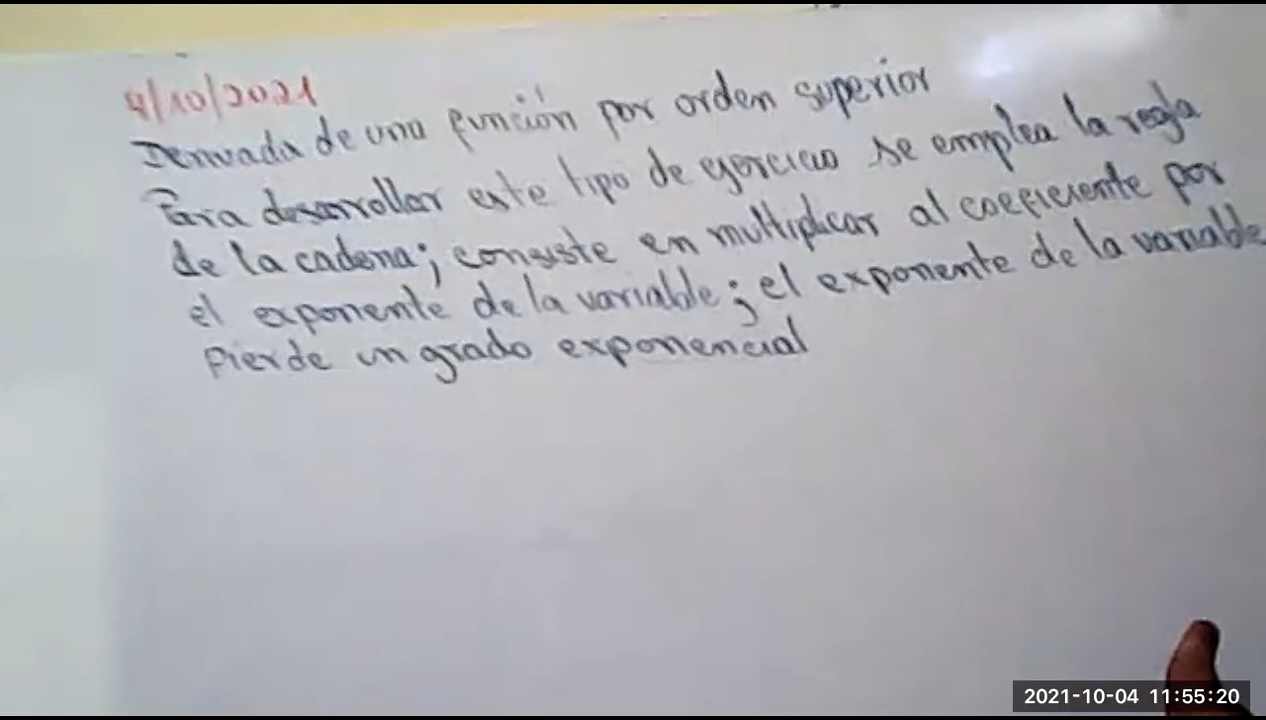 4/10/2021
Derivada de una función por orden superior
Para desarrollar este tipo de ejercicio se emplea la regla
de la cadena; consiste en multiplicar al coeficiente por
el exponente de la variable; el exponente de la variable
pierde un grado exponencial
2021-10-04 11:55:20